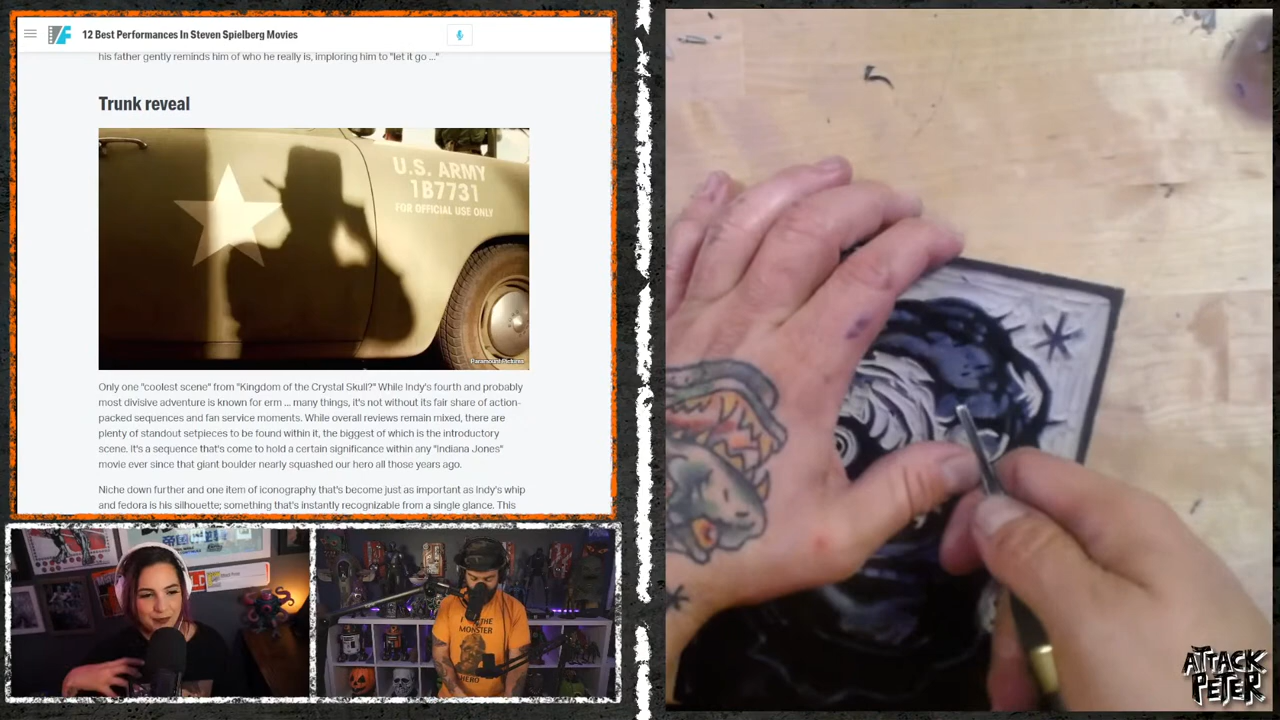 12 Best Performances In Steven Spielberg Movies
his father gently reminds him of who he really is, imploring him to "let it go ..."
Trunk reveal
U.S. ARMY
1B7731
FOR OFFICIAL USE ONLY
Paramount Pictures
Only one "coolest scene" from "Kingdom of the Crystal Skull?" While Indy's fourth and probably
most divisive adventure is known for erm ... many things, it's not without its fair share of action-
packed sequences and fan service moments. While overall reviews remain mixed, there are
plenty of standout setpieces to be found within it, the biggest of which is the introductory
scene. It's a sequence that's come to hold a certain significance within any "Indiana Jones"
movie ever since that giant boulder nearly squashed our hero all those years ago.
Niche down further and one item of iconography that's become just as important as Indy's whip
and fedora is his silhouette; something that's instantly recognizable from a single glance. This
THE
MONSTER
HERO
ATTACK
PETER